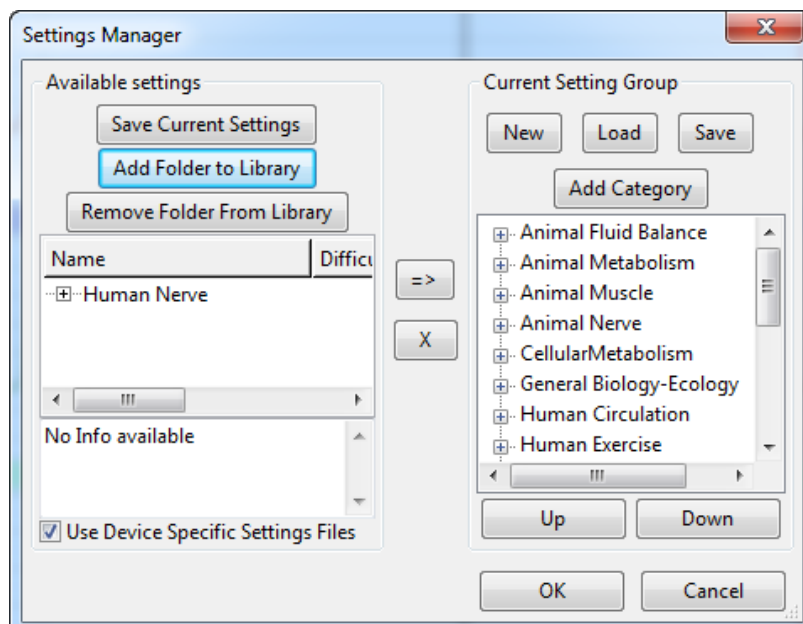 Settings Manager
Available settings
Save Current Settings
Add Folder to Library
Remove Folder From Library
Name
Human Nerve
No Info available
Use Device Specific Settings Files
=>
X
Current Setting Group
New Load Save
Add Category
Animal Fluid Balance
Animal Metabolism
Animal Muscle
Animal Nerve
CellularMetabolism
General Biology-Ecology
Human Circulation
Human Exercise
Up Down
OK Cancel